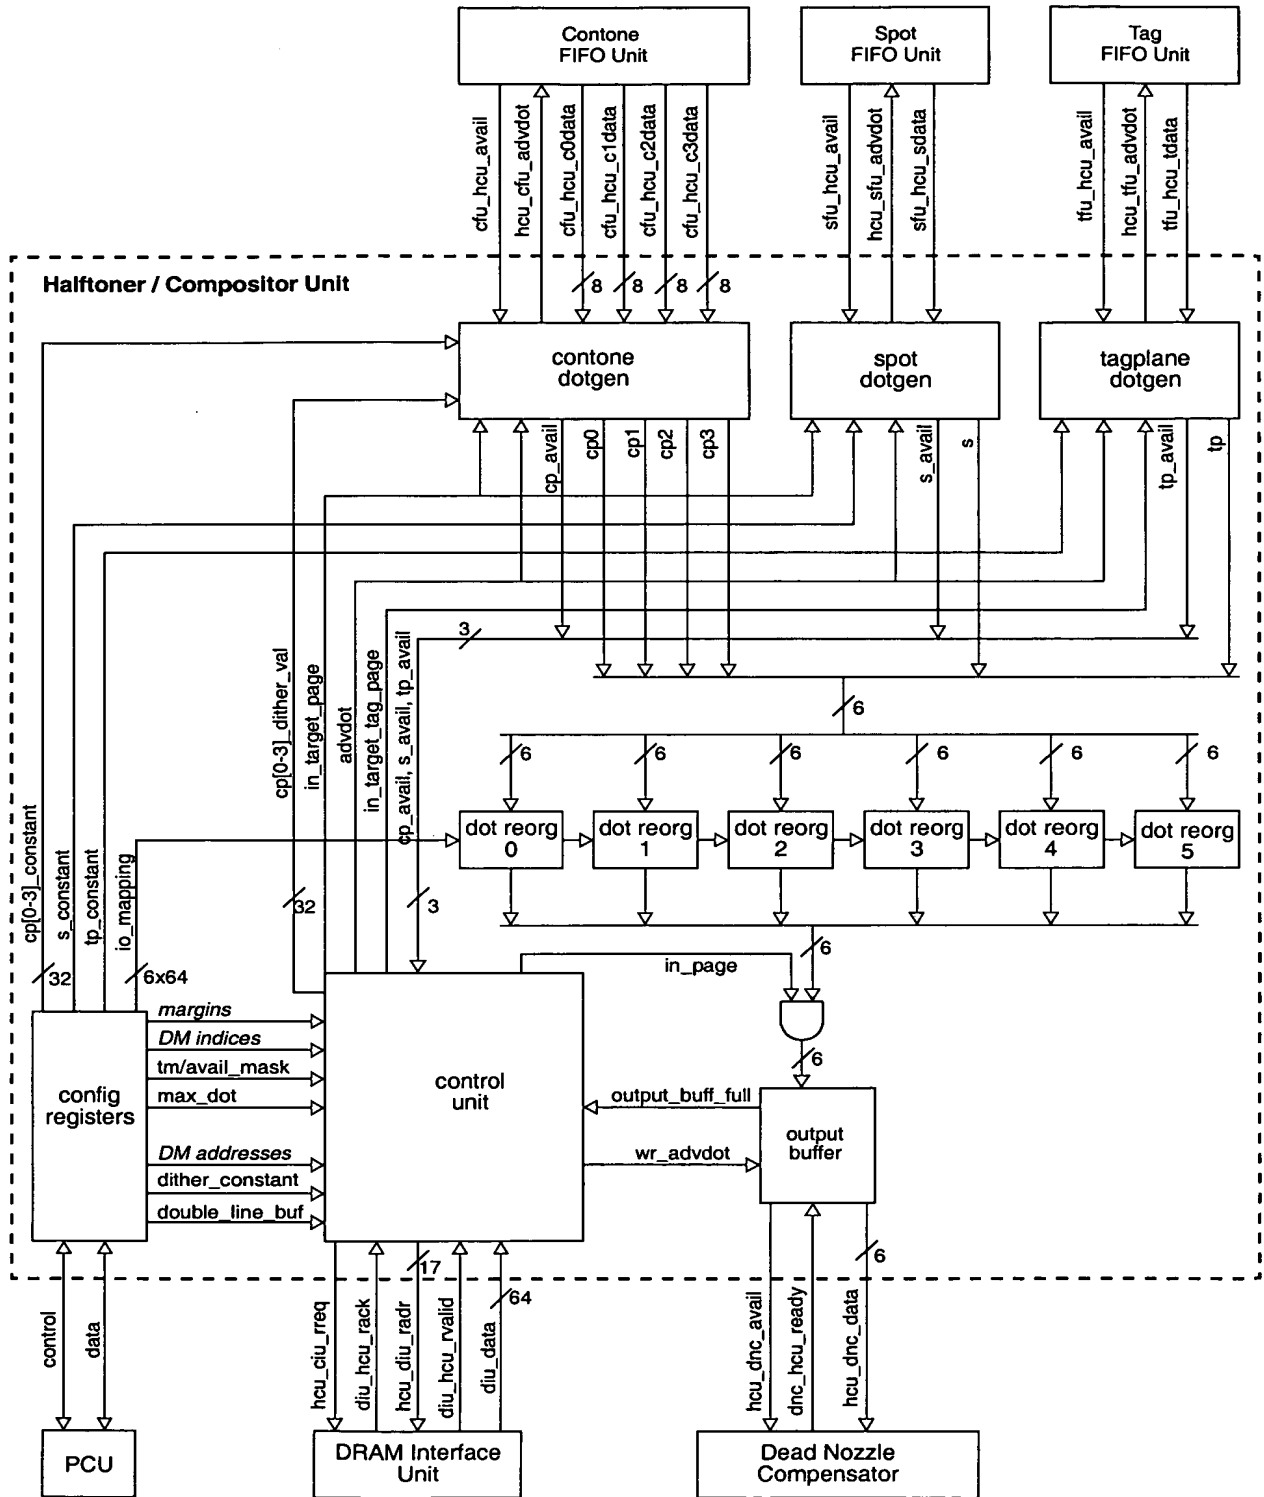 Contone
FIFO Unit
Spot
FIFO Unit
Tag
FIFO Unit
cfu_hcu_avail
hcu_cfu_advdot
cfu_hcu_c0data
cfu_hcu_c1data
cfu_hcu_c2data
cfu_hcu_c3data
sfu_hcu_avail
hcu_sfu_advdot
sfu_hcu_sdata
tfu_hcu_avail
hcu_tfu_advdot
tfu_hcu_tdata
Halftoner / Compositor Unit
8
8
8
8
contone
dotgen
spot
dotgen
tagplane
dotgen
cp_avail
cp0
cp1
cp2
cp3
s_avail
s
tp_avail
tp
3
cp[0-3]_dither_val
in_target_page
advdot
in_target_tag_page
cp_avail, s_avail, tp_avail
6
6
6
6
6
6
6
dot reorg
0
dot reorg
1
dot reorg
2
dot reorg
3
dot reorg
4
dot reorg
5
cp[0-3]_constant
s_constant
tp_constant
io_mapping
32
3
32
6x64
6
in_page
margins
DM indices
tm/avail_mask
max_dot
DM addresses
dither_constant
double_line_buf
config
registers
control
unit
6
output_buff_full
wr_advdot
output
buffer
17
64
6
control
data
hcu_ciu_rreq
diu_hcu_rack
hcu_diu_radr
diu_hcu_rvalid
diu_data
hcu_dnc_avail
dnc_hcu_ready
hcu_dnc_data
PCU
DRAM Interface
Unit
Dead Nozzle
Compensator